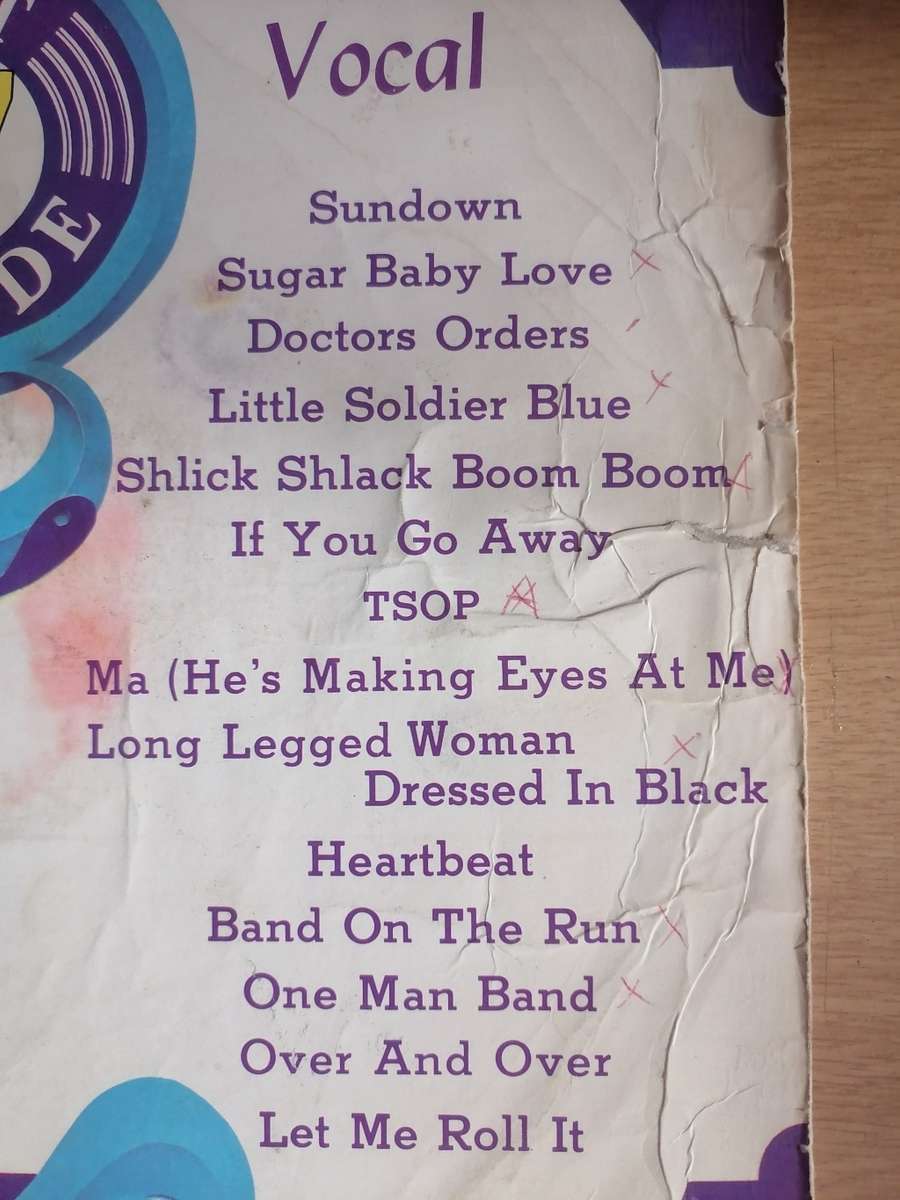 Vocal
DE
Sundown
Sugar Baby Love
Doctors Orders
Little Soldier Blue
Shlick Shlack Boom Boom
If You Go Away
TSOP
Ma (He's Making Eyes At Me)
Long Legged Woman
Dressed In Black
Heartbeat
Band On The Run
One Man Band
Over And Over
Let Me Roll It